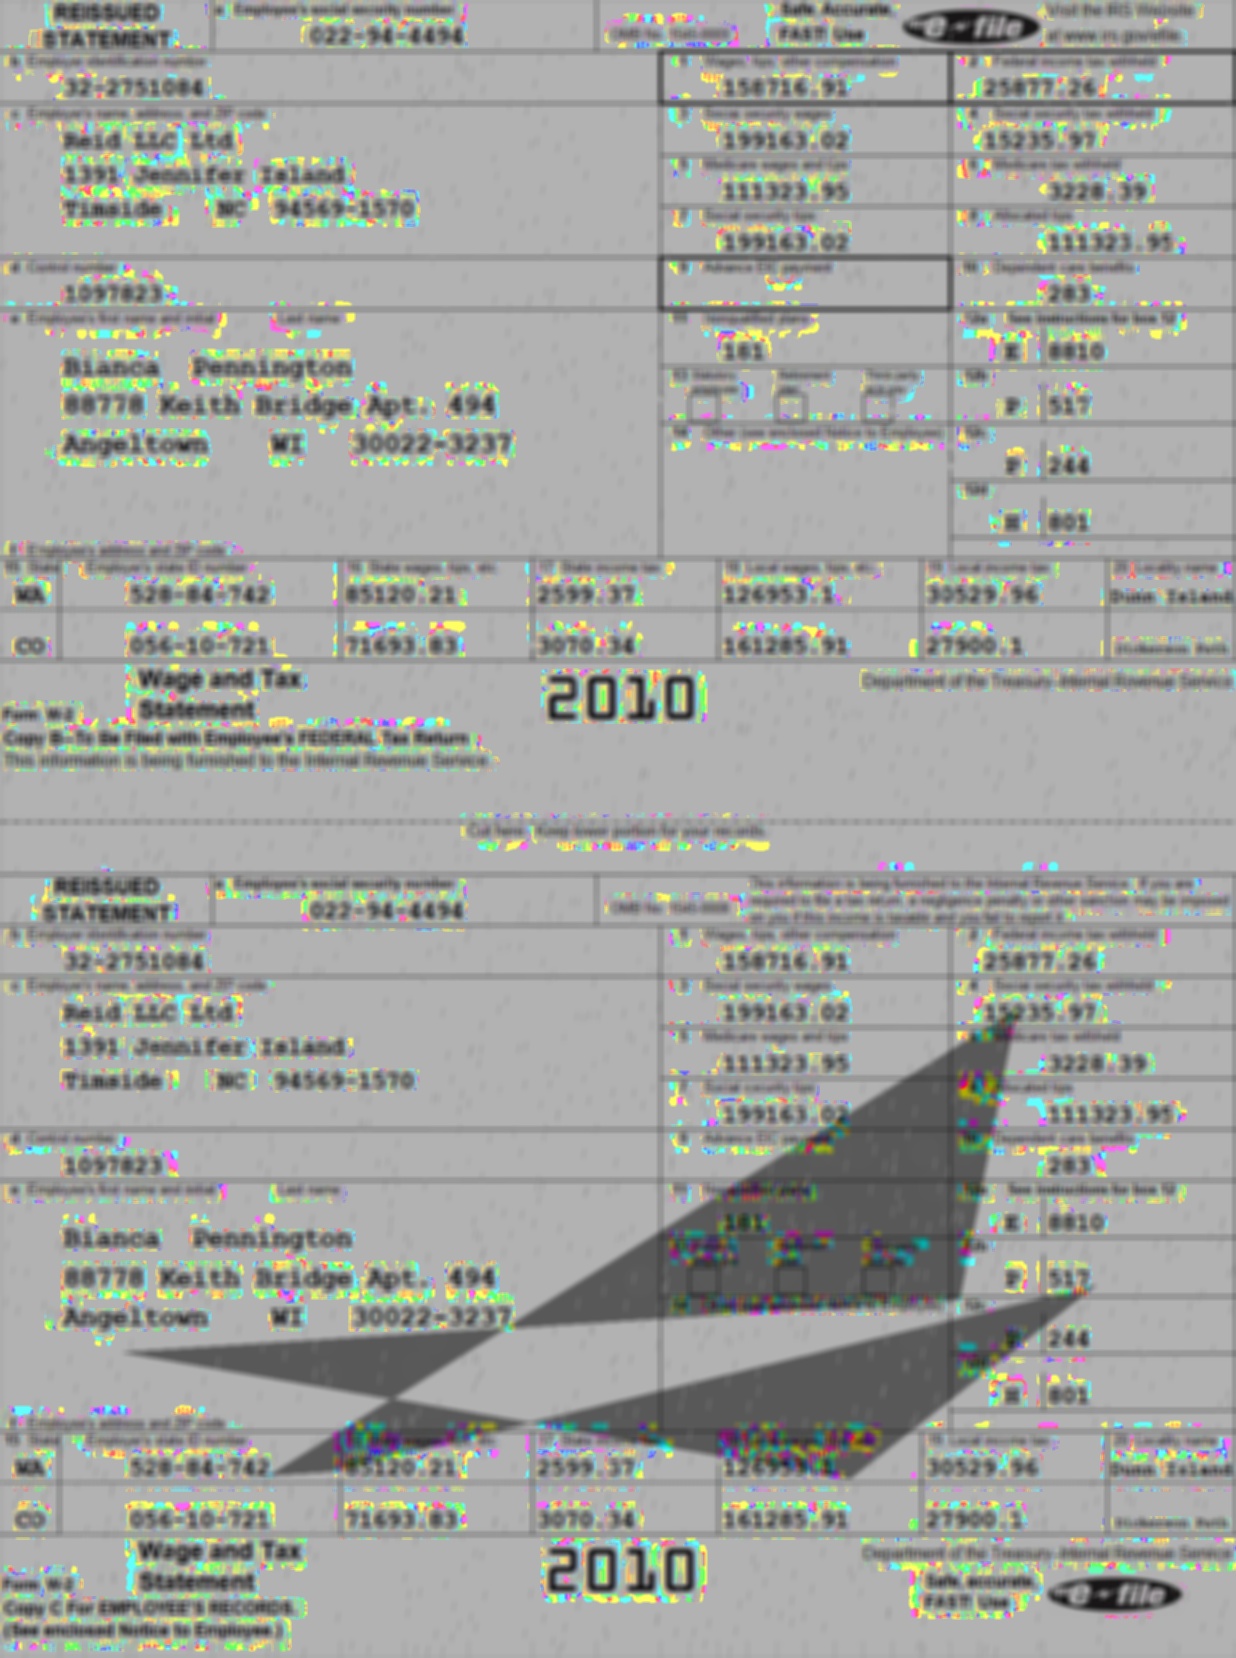 REISSUED STATEMENT
a Employee's social security number
022-94-4494
OMB No. 1545-0008
Safe. Accurate. FAST! Use
e-file
Visit the IRS Website at www.irs.gov/efile.
b Employer identification number
32-2751084
1 Wages, tips, other compensation
158716.91
2 Federal income tax withheld
25877.26
c Employer's name, address, and ZIP code
Reid LLC Ltd
1391 Jennifer Island
Timside NC 94569-1570
3 Social security wages
199163.02
4 Social security tax withheld
15235.97
5 Medicare wages and tips
111323.95
6 Medicare tax withheld
3228.39
7 Social security tips
199163.02
8 Allocated tips
111323.95
d Control number
1097823
9 Advance EIC payment
10 Dependent care benefits
283
e Employee's first name and initial Last name
Bianca Pennington
88778 Keith Bridge Apt. 494
Angeltown WI 30022-3237
11 Nonqualified plans
181
12a See instructions for box 12
E 8810
13 Statutory employee Retirement plan Third-party sick pay
12b
P 517
14 Other (see enclosed Notice to Employee)
12c
P 244
12d
H 801
f Employee's address and ZIP code
15 State Employer's state ID number 16 State wages, tips, etc. 17 State income tax 18 Local wages, tips, etc. 19 Local income tax 20 Locality name
WA 528-84-742 85120.21 2599.37 126953.1 30529.96 Dunn Island
CO 056-10-721 71693.83 3070.34 161285.91 27900.1
Form W-2
Wage and Tax Statement
2010
Department of the Treasury-Internal Revenue Service
Copy B-To Be Filed with Employee's FEDERAL Tax Return
This information is being furnished to the Internal Revenue Service.
Cut here. Keep lower portion for your records.
REISSUED STATEMENT
a Employee's social security number
022-94-4494
OMB No. 1545-0008
This information is being furnished to the Internal Revenue Service. If you are
required to file a tax return, a negligence penalty or other sanction may be imposed
on you if this income is taxable and you fail to report it.
b Employer identification number
32-2751084
1 Wages, tips, other compensation
158716.91
2 Federal income tax withheld
25877.26
c Employer's name, address, and ZIP code
Reid LLC Ltd
1391 Jennifer Island
Timside NC 94569-1570
3 Social security wages
199163.02
4 Social security tax withheld
15235.97
5 Medicare wages and tips
111323.95
Medicare tax withheld
3228.39
7 Social security tips
199163.02
Allocated tips
111323.95
d Control number
1097823
9 Advance EIC payment
Dependent care benefits
283
e Employee's first name and initial Last name
Bianca Pennington
88778 Keith Bridge Apt. 494
Angeltown WI 30022-3237
11
181
See instructions for box 12
E 8810
P 517
12c
244
H 801
f Employee's address and ZIP code
15 State Employer's state ID number 17 State 19 Local income tax 20 Locality name
WA 528-84-742 85120.21 2599.37 126953.1 30529.96 Dunn Island
CO 056-10-721 71693.83 3070.34 161285.91 27900.1
Form W-2
Wage and Tax Statement
2010
Department of the Treasury-Internal Revenue Service
Copy C For EMPLOYEE'S RECORDS.
(See enclosed Notice to Employee.)
Safe, accurate, FAST! Use
e-file